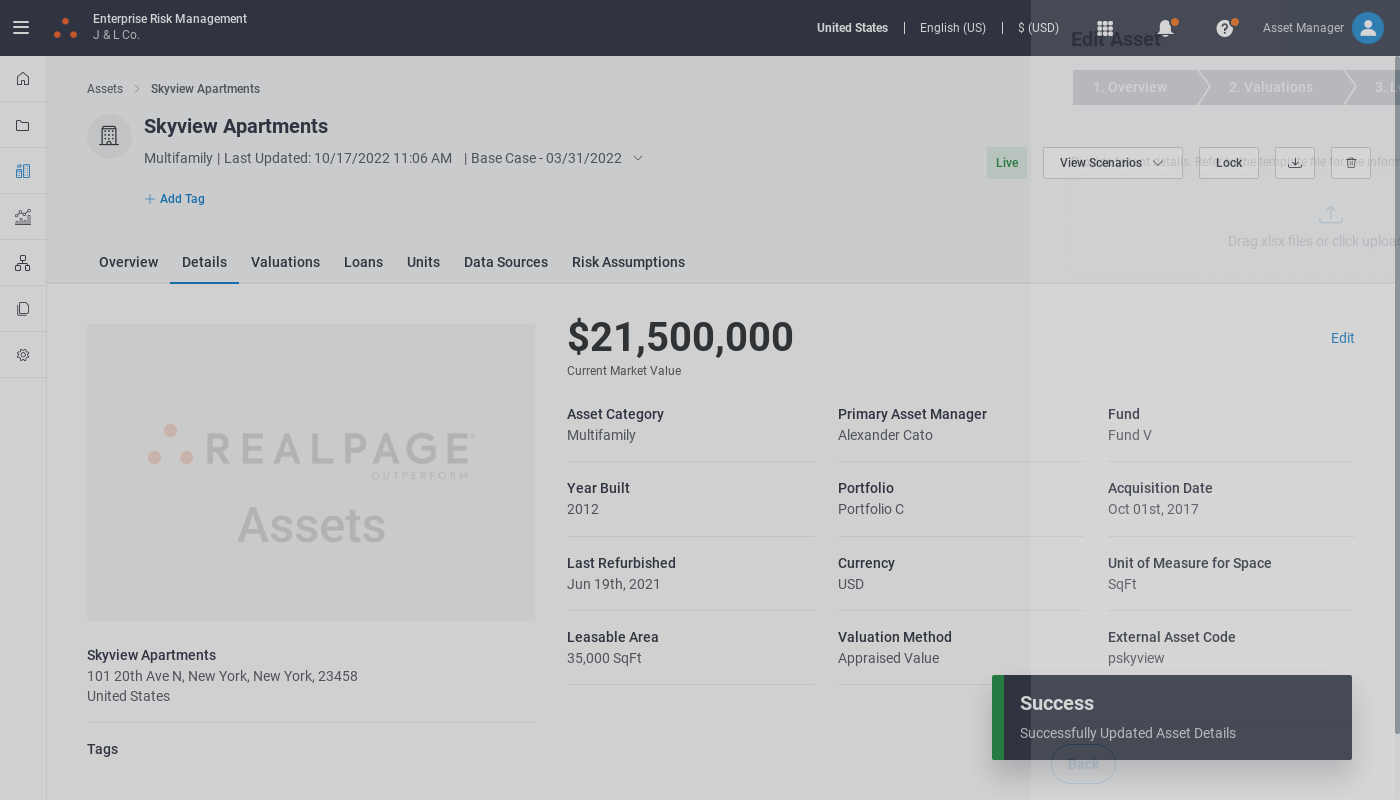 Enterprise Risk Management
J & L Co.
United States | English (US) | $ (USD)
Asset Manager
Edit Asset
1. Overview
2. Valuations
3. L
Assets > Skyview Apartments
Skyview Apartments
Multifamily | Last Updated: 10/17/2022 11:06 AM | Base Case - 03/31/2022
Live
View Scenarios
Lock
details. Refer to the template file for
Add Tag
Drag xlsx files or click
Overview
Details
Valuations
Loans
Units
Data Sources
Risk Assumptions
$21,500,000
Current Market Value
Edit
REALPAGE
OUTPERFORM
Assets
Asset Category
Multifamily
Primary Asset Manager
Alexander Cato
Fund
Fund V
Year Built
2012
Portfolio
Portfolio C
Acquisition Date
Oct 01st, 2017
Last Refurbished
Jun 19th, 2021
Currency
USD
Unit of Measure for Space
SqFt
Leasable Area
35,000 SqFt
Valuation Method
Appraised Value
External Asset Code
pskyview
Skyview Apartments
101 20th Ave N, New York, New York, 23458
United States
Tags
Success
Successfully Updated Asset Details
Back